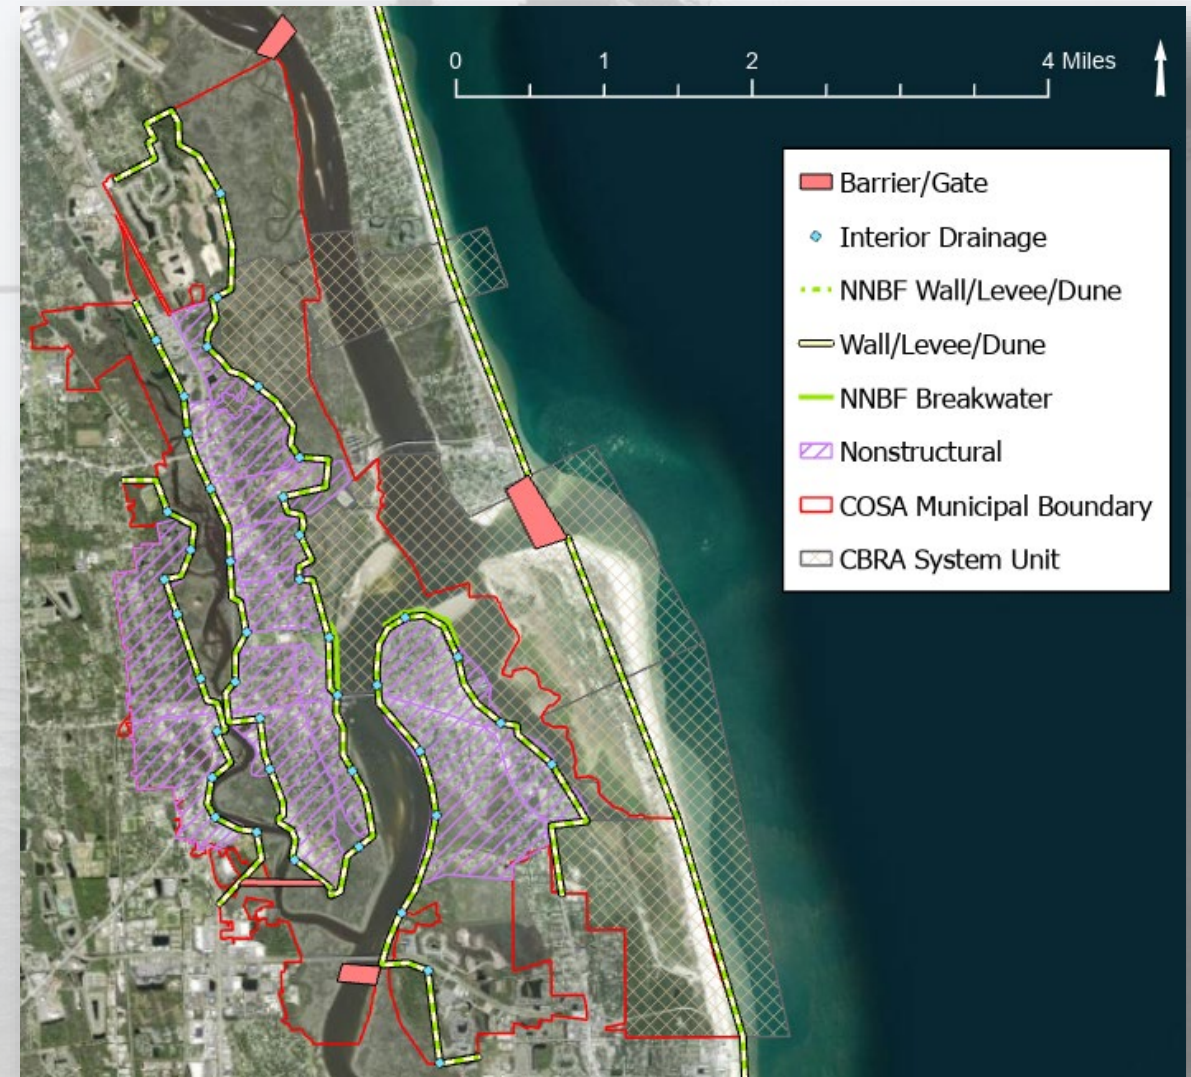 0 1 2 4 Miles
Barrier/Gate
Interior Drainage
NNBF Wall/Levee/Dune
Wall/Levee/Dune
NNBF Breakwater
Nonstructural
COSA Municipal Boundary
CBRA System Unit